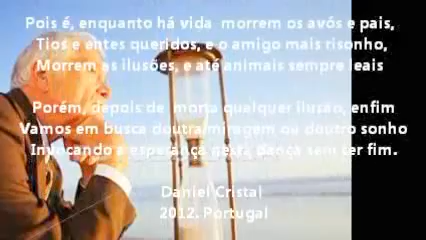 Pois é, enquanto há vida morrem os avós e pais,
Tios e entes queridos, e o amigo mais risonho,
Morrem as ilusões, e até animais sempre leais
Porém, depois de morta qualquer ilusão, enfim
Vamos em busca doutra miragem ou doutro sonho
Invocando a esperança nesta dança sem ter fim.
Daniel Cristal
2012. Portugal